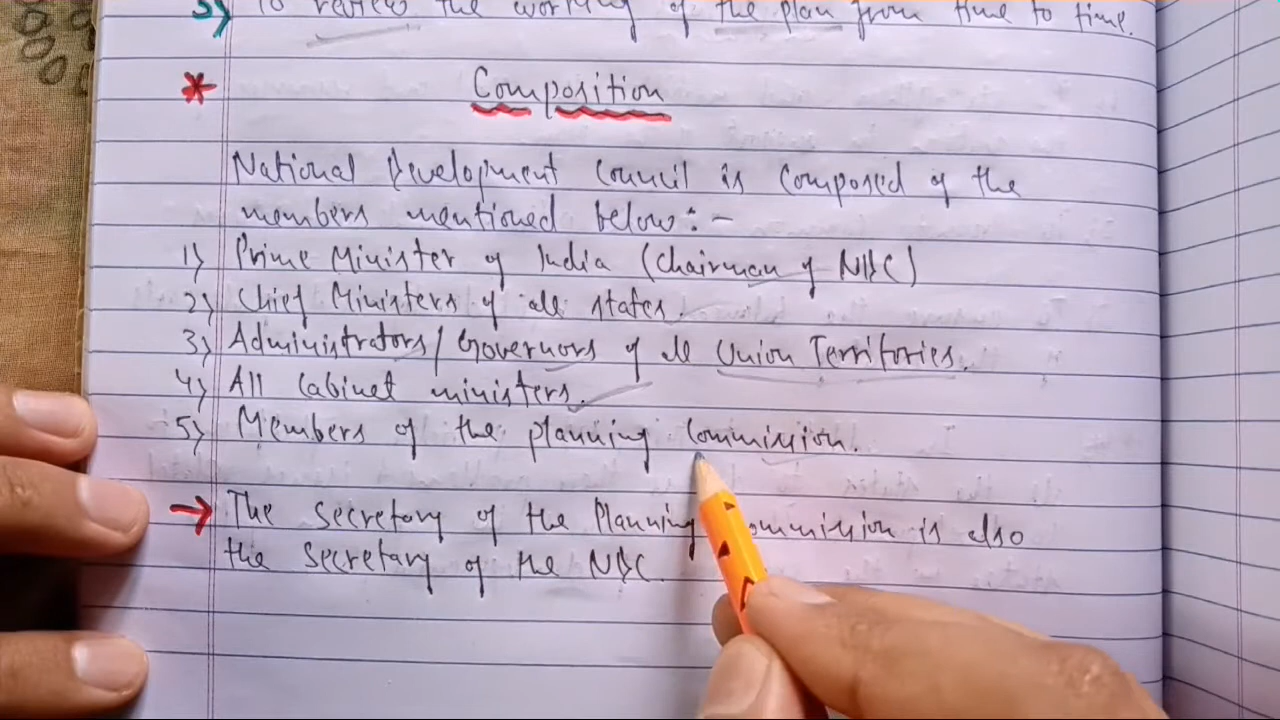 5) To review the working of the plan from time to time.
* Composition
National Development Council is composed of the
members mentioned below:-
1) Prime Minister of India (Chairman of NDC)
2) Chief Ministers of all states.
3) Administrators/Governors of all Union Territories.
4) All Cabinet ministers.
5) Members of the planning Commission.
→ The Secretary of the Planning Commission is also
the Secretary of the NDC.